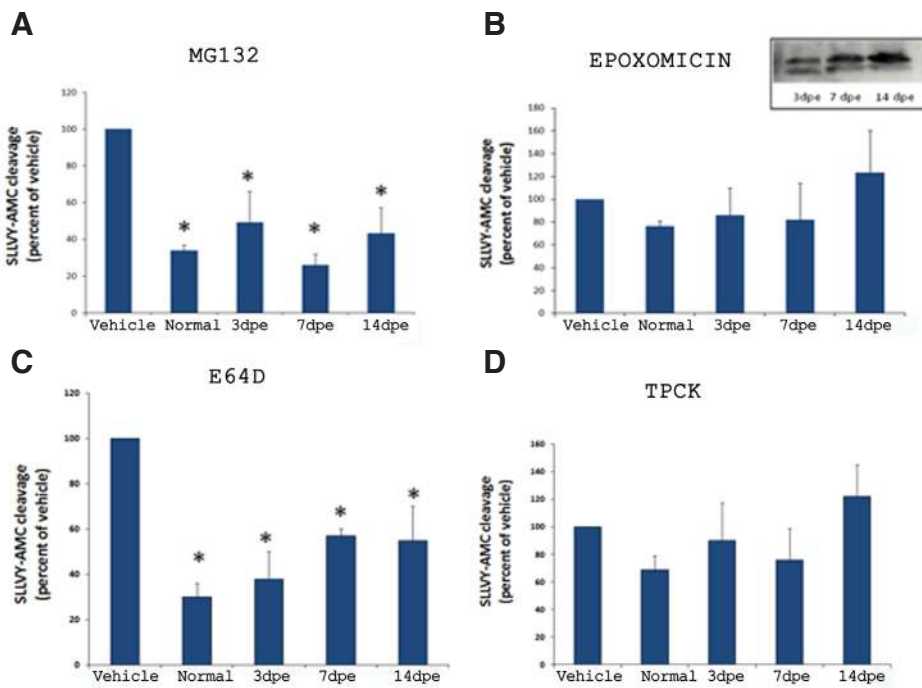 A
MG132
SLLVY-AMC cleavage
(percent of vehicle)
120
100
80
60
40
20
0
* * * *
Vehicle Normal 3dpe 7dpe 14dpe
B
EPOXOMICIN
3dpe 7 dpe 14 dpe
SLLVY-AMC cleavage
(percent of vehicle)
180
160
140
120
100
80
60
40
20
0
Vehicle Normal 3dpe 7dpe 14dpe
C
E64D
SLLVY-AMC cleavage
(percent of vehicle)
120
100
80
60
40
20
0
* * * *
Vehicle Normal 3dpe 7dpe 14dpe
D
TPCK
SLLVY-AMC cleavage
(percent of vehicle)
160
140
120
100
80
60
40
20
0
Vehicle Normal 3dpe 7dpe 14dpe